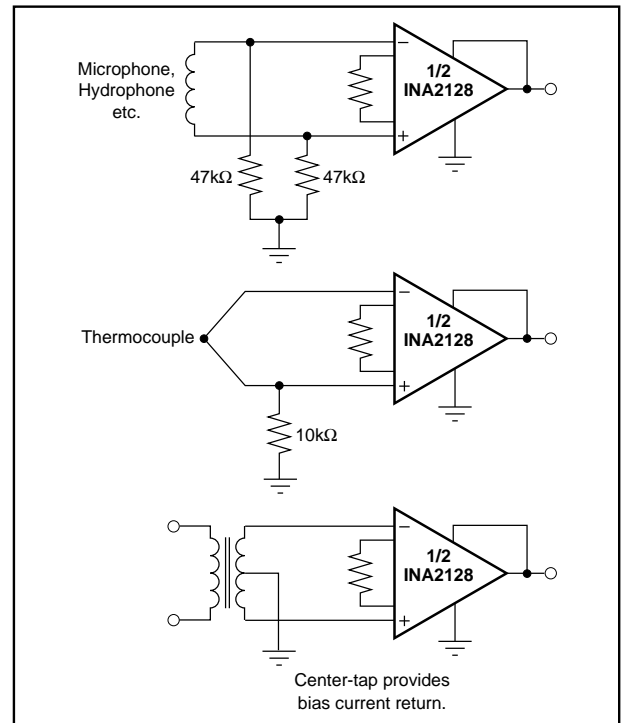 Microphone,
Hydrophone
etc.
−
1/2
INA2128
+
47kΩ
47kΩ
Thermocouple
−
1/2
INA2128
+
10kΩ
−
1/2
INA2128
+
Center-tap provides
bias current return.